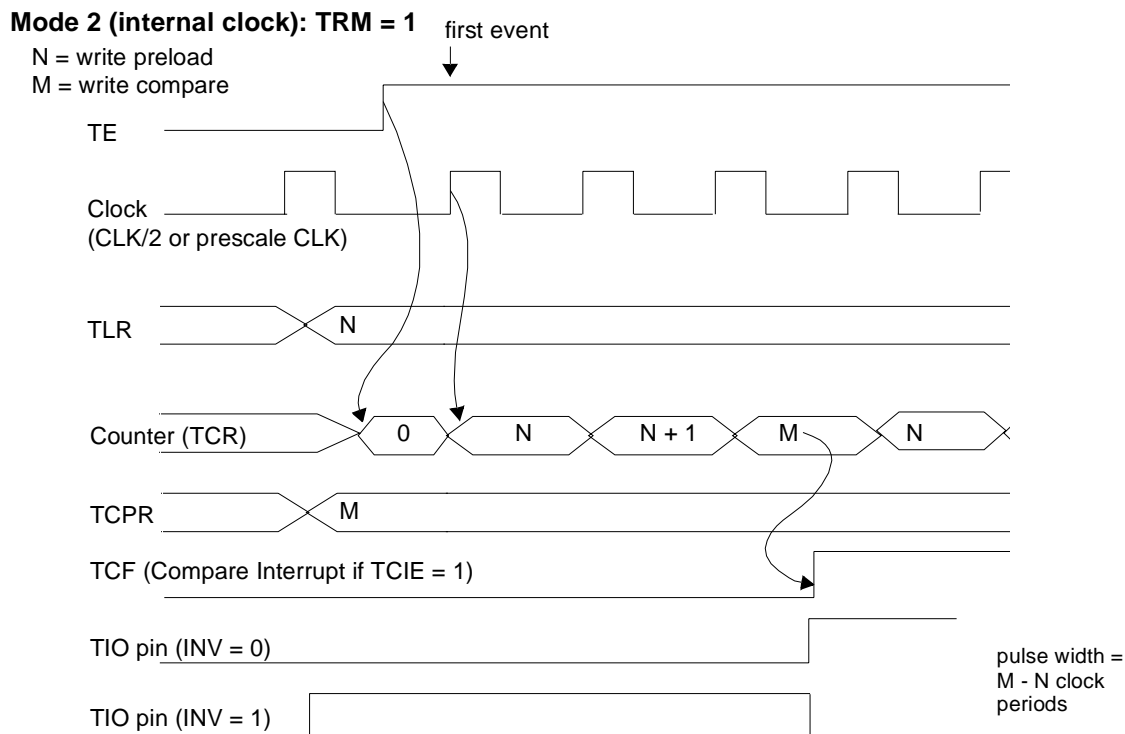 Mode 2 (internal clock): TRM = 1
first event
N = write preload
M = write compare
TE
Clock
(CLK/2 or prescale CLK)
TLR
N
Counter (TCR)
0
N
N + 1
M
N
TCPR
M
TCF (Compare Interrupt if TCIE = 1)
TIO pin (INV = 0)
pulse width =
M - N clock
periods
TIO pin (INV = 1)